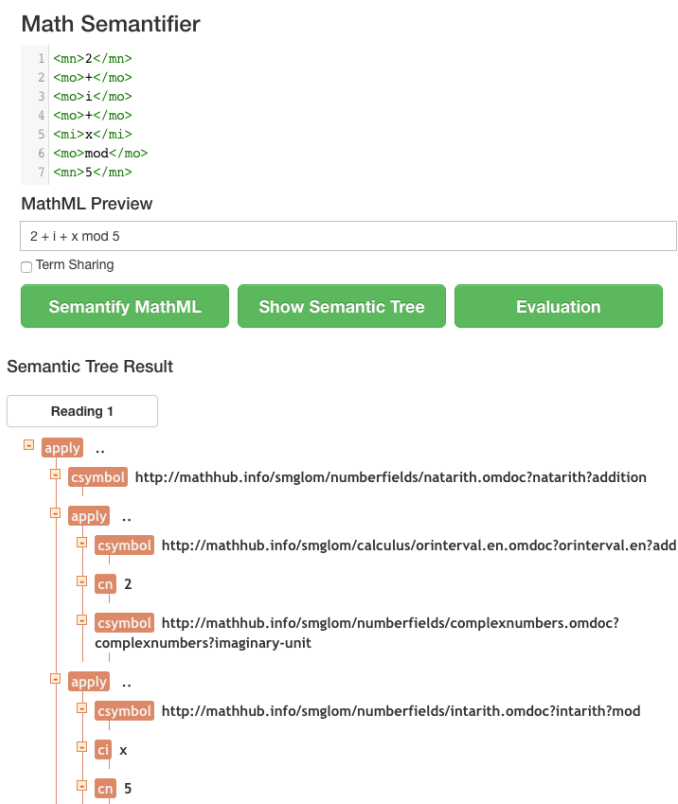 Math Semantifier
1 <mn>2</mn>
2 <mo>+</mo>
3 <mo>i</mo>
4 <mo>+</mo>
5 <mi>x</mi>
6 <mo>mod</mo>
7 <mn>5</mn>
MathML Preview
2 + i + x mod 5
Term Sharing
Semantify MathML Show Semantic Tree Evaluation
Semantic Tree Result
Reading 1
apply ..
csymbol http://mathhub.info/smglom/numberfields/natarith.omdoc?natarith?addition
apply ..
csymbol http://mathhub.info/smglom/calculus/orinterval.en.omdoc?orinterval.en?add
cn 2
csymbol http://mathhub.info/smglom/numberfields/complexnumbers.omdoc?
complexnumbers?imaginary-unit
apply ..
csymbol http://mathhub.info/smglom/numberfields/intarith.omdoc?intarith?mod
ci x
cn 5